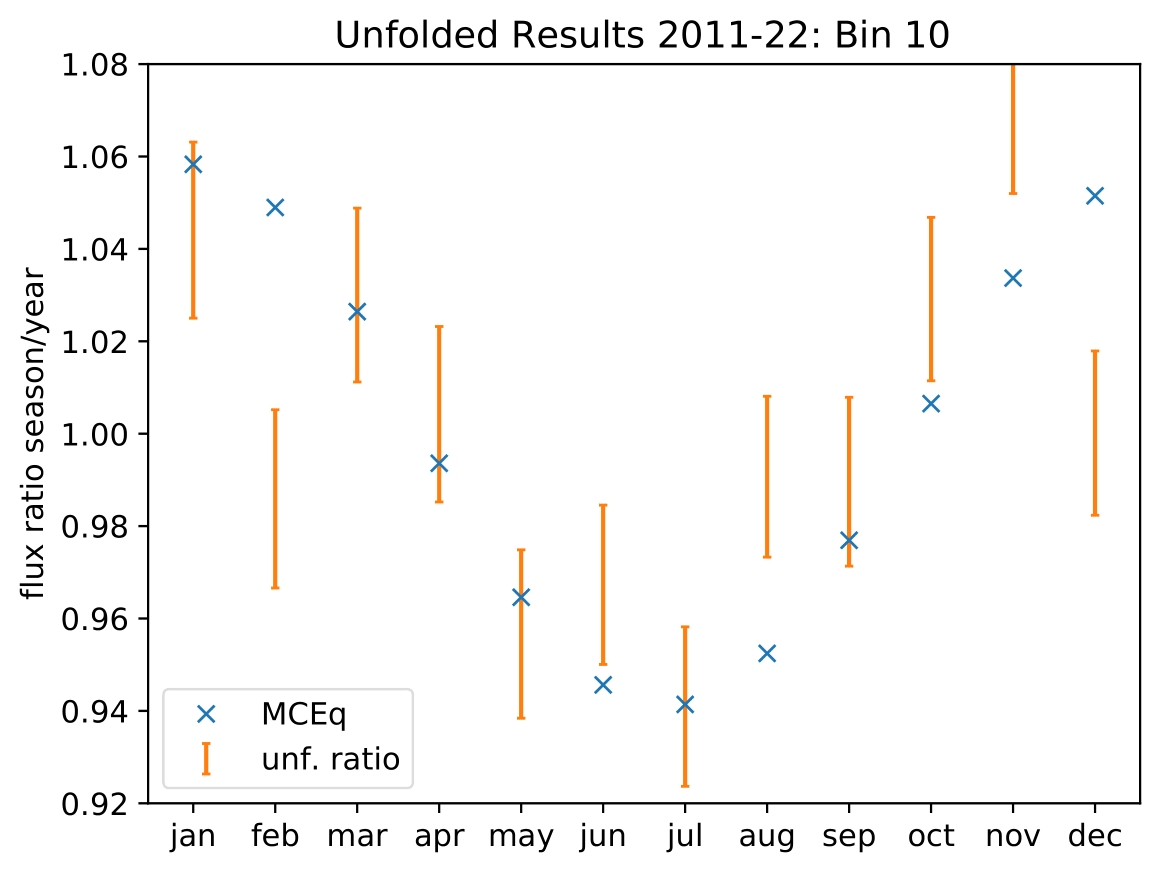 Unfolded Results 2011-22: Bin 10
flux ratio season/year
1.08
1.06
1.04
1.02
1.00
0.98
0.96
0.94
0.92
MCEq
unf. ratio
jan feb mar apr may jun jul aug sep oct nov dec